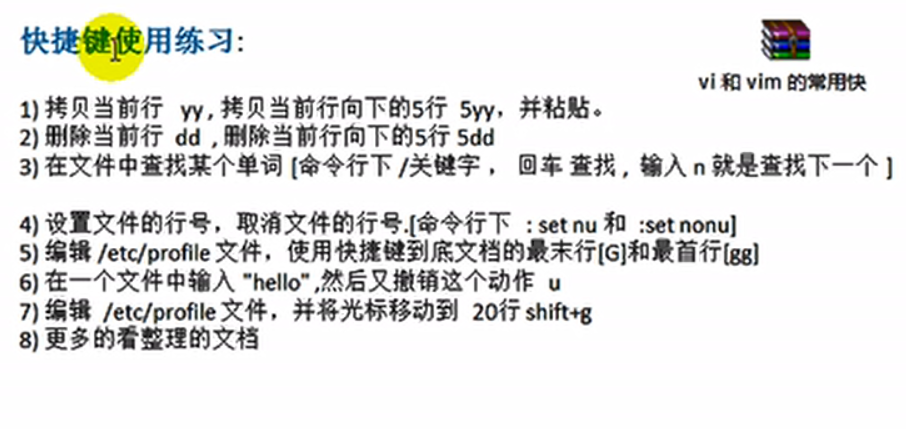 快捷键使用练习:
vi 和 vim 的常用快
1) 拷贝当前行 yy , 拷贝当前行向下的5行 5yy，并粘贴。
2) 删除当前行 dd , 删除当前行向下的5行 5dd
3) 在文件中查找某个单词 [命令行下 /关键字 ， 回车 查找 , 输入 n 就是查找下一个 ]
4) 设置文件的行号，取消文件的行号.[命令行下 : set nu 和 :set nonu]
5) 编辑 /etc/profile 文件，使用快捷键到底文档的最末行[G]和最首行[gg]
6) 在一个文件中输入 "hello" ,然后又撤销这个动作 u
7) 编辑 /etc/profile 文件，并将光标移动到 20行 shift+g
8) 更多的看整理的文档